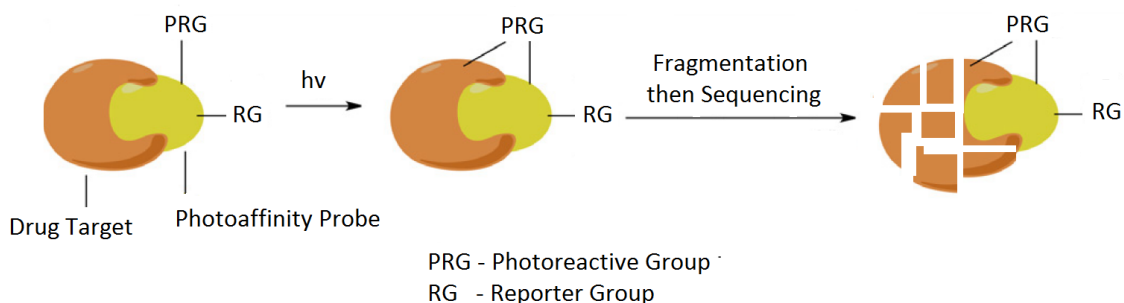 PRG
PRG
PRG
hv
Fragmentation
then Sequencing
RG
RG
RG
Drug Target
Photoaffinity Probe
PRG - Photoreactive Group
RG - Reporter Group